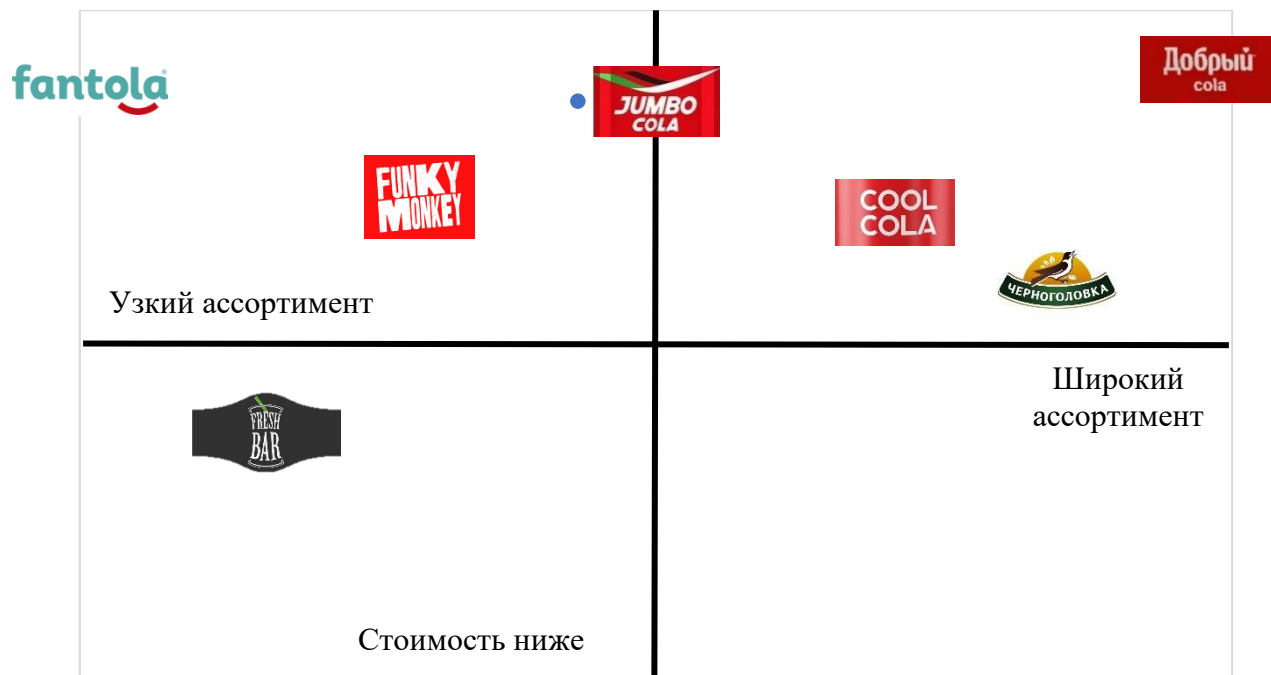 fantola
JUMBO
COLA
Добрый
cola
FUNKY
MONKEY
COOL
COLA
ЧЕРНОГОЛОВКА
Узкий ассортимент
Широкий
ассортимент
FRESH
BAR
Стоимость ниже